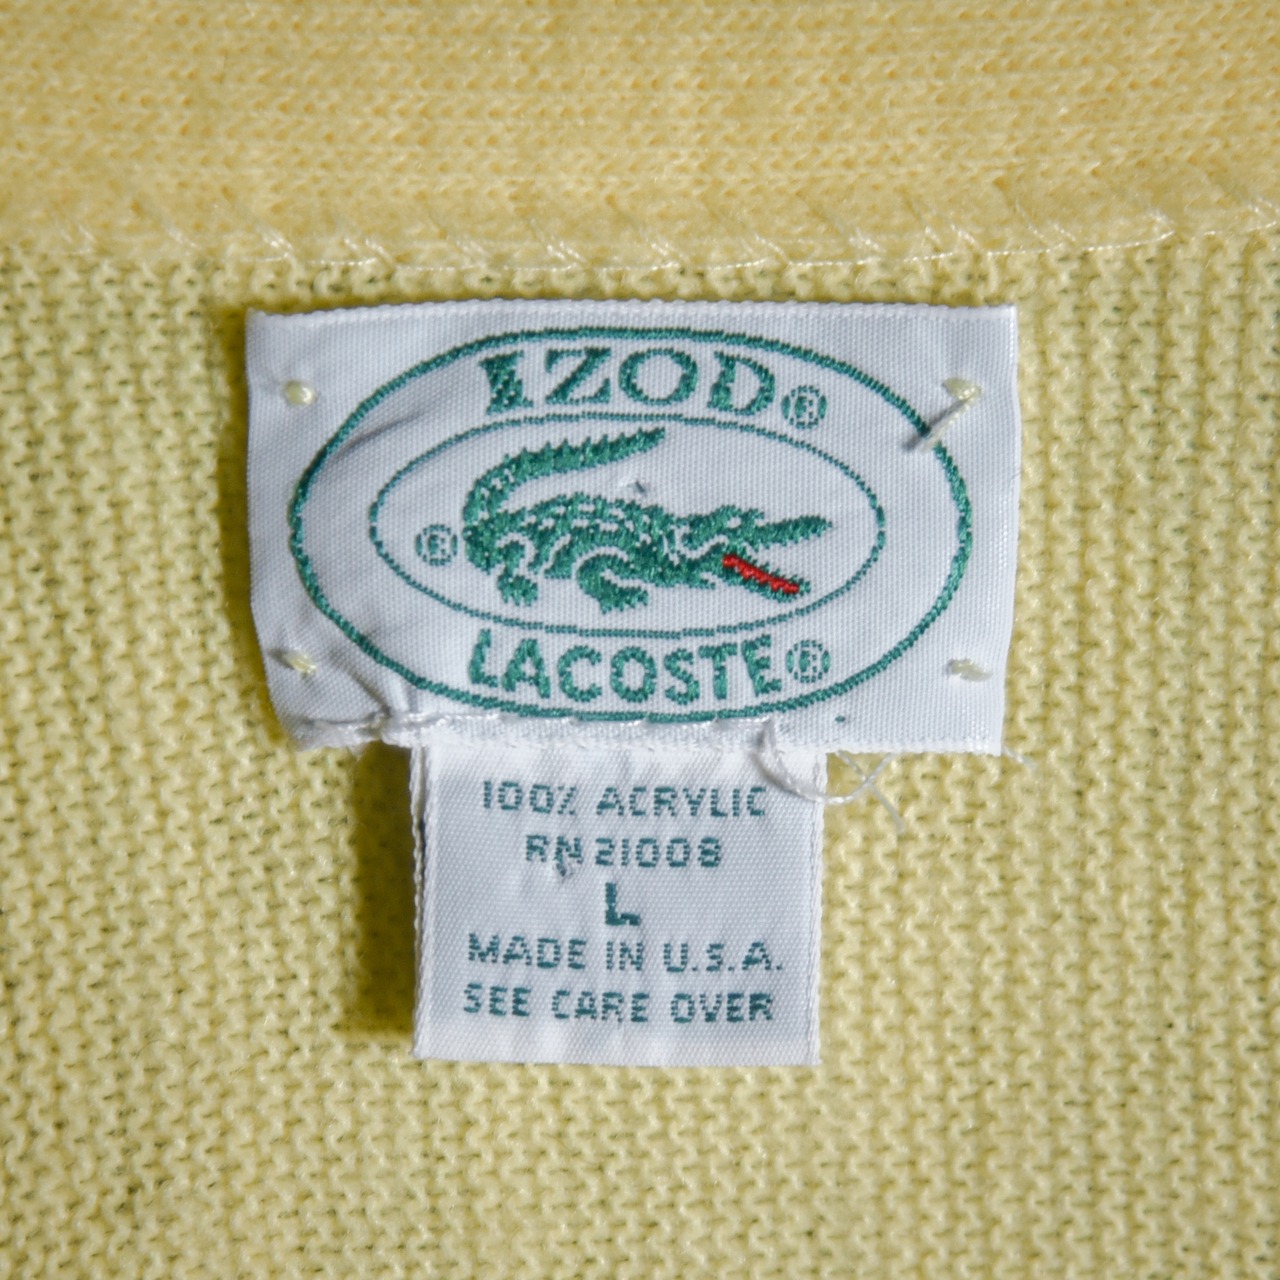 IZOD®
®
LACOSTE®
100% ACRYLIC
RN 21008
L
MADE IN U.S.A.
SEE CARE OVER